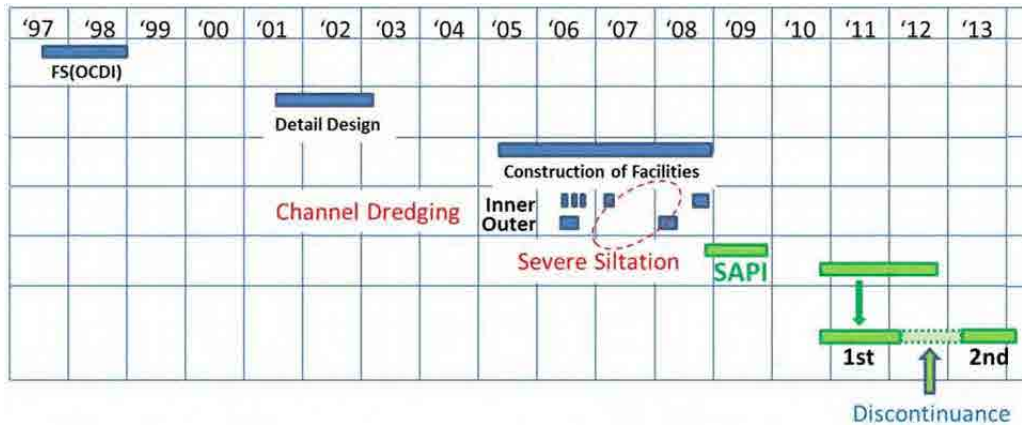 ‘97 ‘98 ‘99 ‘00 ‘01 ‘02 ‘03 ‘04 ‘05 ‘06 ‘07 ‘08 ‘09 ‘10 ‘11 ‘12 ‘13
FS(OCDI)
Detail Design
Construction of Facilities
Channel Dredging
Inner
Outer
Severe Siltation
SAPI
1st
2nd
Discontinuance